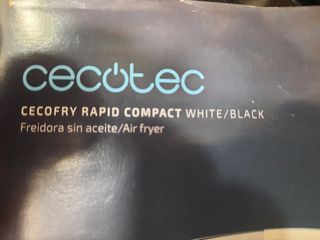 cecotec
CECOFRY RAPID COMPACT WHITE/BLACK
Freidora sin aceite/Air fryer